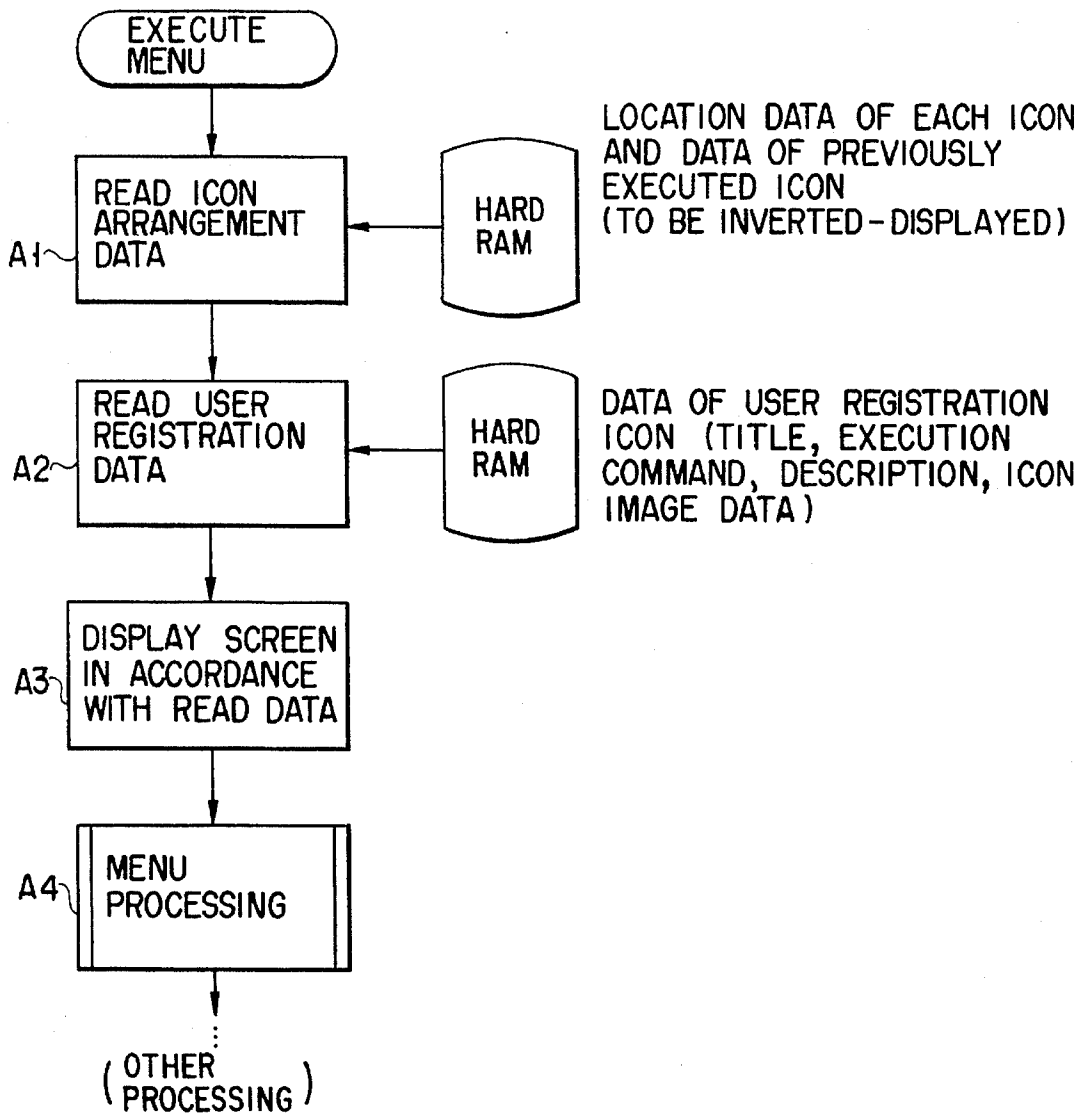 EXECUTE
MENU
READ ICON
ARRANGEMENT
DATA
A1
HARD
RAM
LOCATION DATA OF EACH ICON
AND DATA OF PREVIOUSLY
EXECUTED ICON
(TO BE INVERTED-DISPLAYED)
READ USER
REGISTRATION
DATA
A2
HARD
RAM
DATA OF USER REGISTRATION
ICON (TITLE, EXECUTION
COMMAND, DESCRIPTION, ICON
IMAGE DATA)
DISPLAY SCREEN
IN ACCORDANCE
WITH READ DATA
A3
MENU
PROCESSING
A4
(OTHER
PROCESSING)